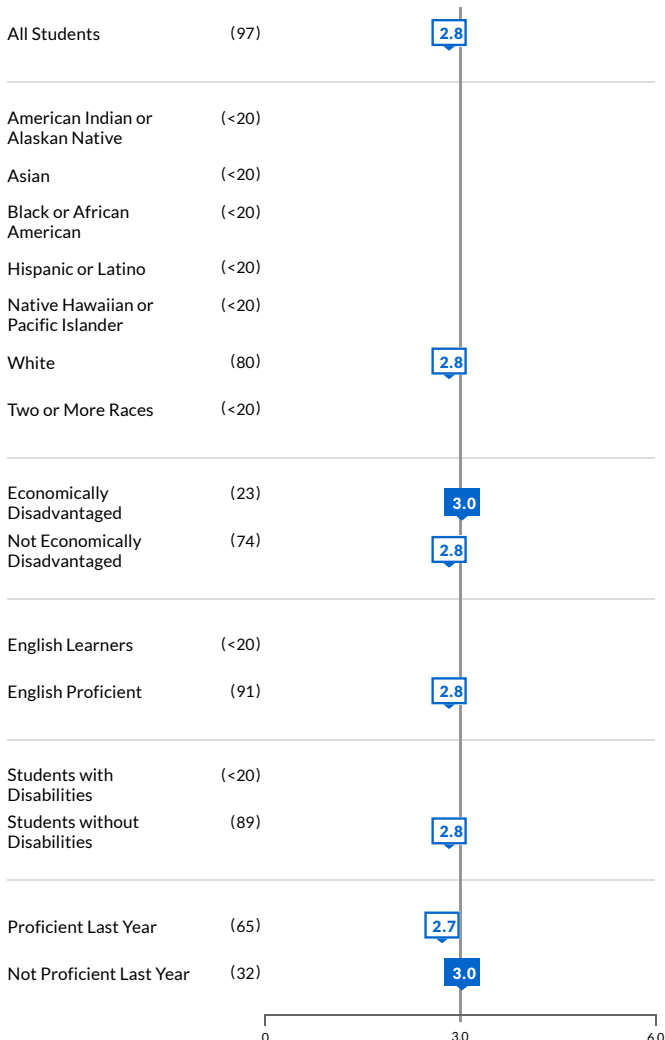 All Students (97) 2.8
American Indian or (<20)
Alaskan Native
Asian (<20)
Black or African (<20)
American
Hispanic or Latino (<20)
Native Hawaiian or (<20)
Pacific Islander
White (80) 2.8
Two or More Races (<20)
Economically (23) 3.0
Disadvantaged
Not Economically (74) 2.8
Disadvantaged
English Learners (<20)
English Proficient (91) 2.8
Students with (<20)
Disabilities
Students without (89) 2.8
Disabilities
Proficient Last Year (65) 2.7
Not Proficient Last Year (32) 3.0
0 3.0 6.0